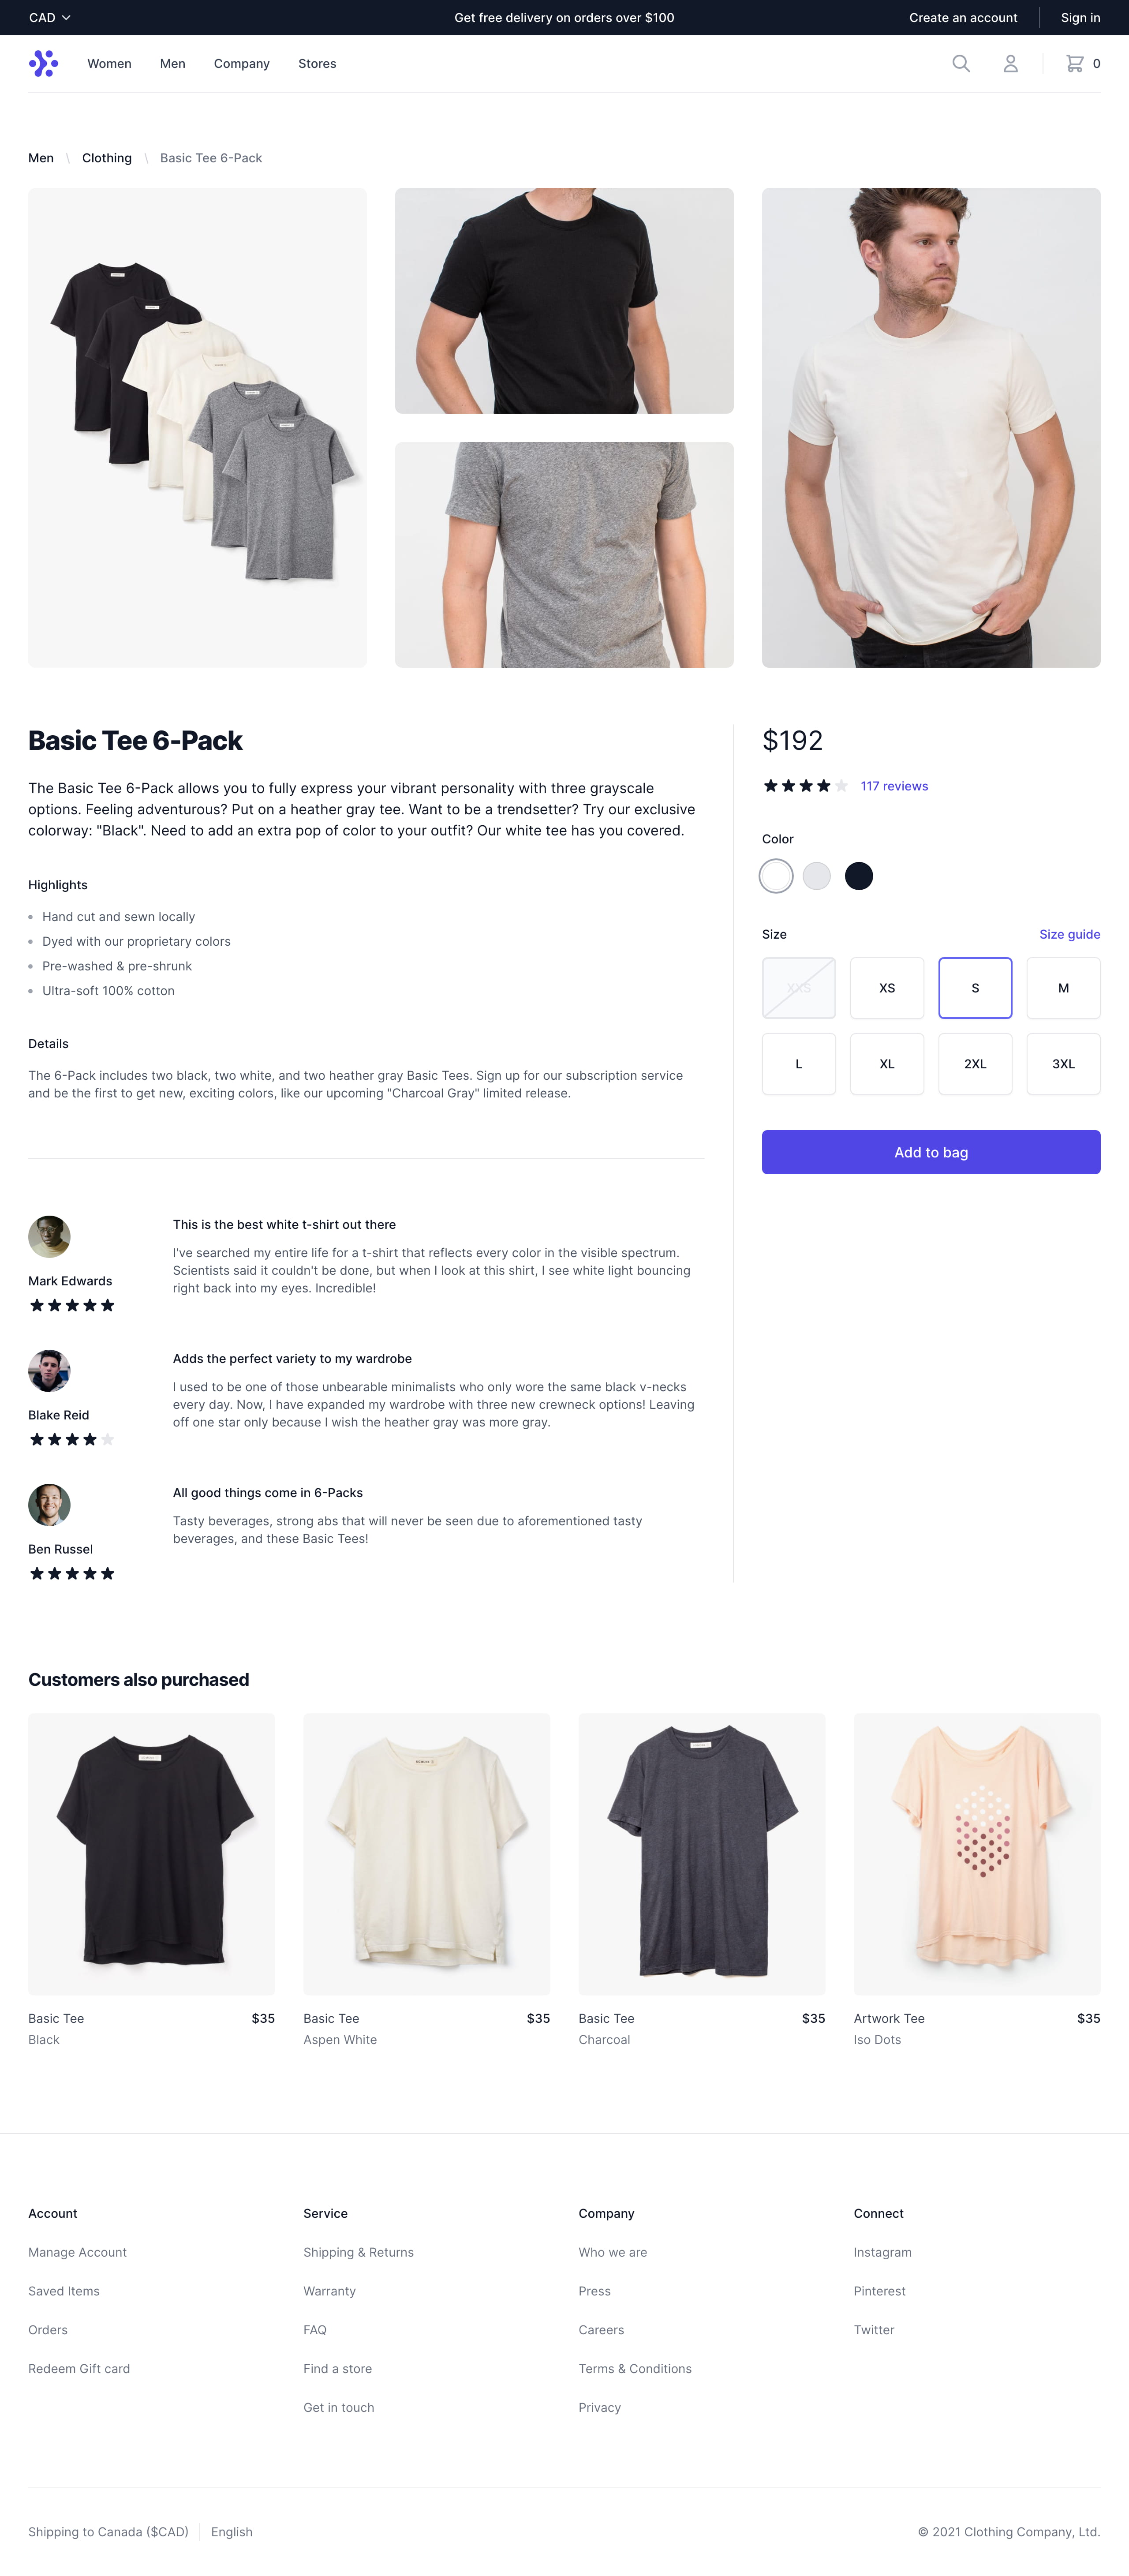 CAD
Get free delivery on orders over $100
Create an account
Sign in
Women
Men
Company
Stores
0
Men \ Clothing \ Basic Tee 6-Pack
Basic Tee 6-Pack
The Basic Tee 6-Pack allows you to fully express your vibrant personality with three grayscale
options. Feeling adventurous? Put on a heather gray tee. Want to be a trendsetter? Try our exclusive
colorway: "Black". Need to add an extra pop of color to your outfit? Our white tee has you covered.
Highlights
Hand cut and sewn locally
Dyed with our proprietary colors
Pre-washed & pre-shrunk
Ultra-soft 100% cotton
Details
The 6-Pack includes two black, two white, and two heather gray Basic Tees. Sign up for our subscription service
and be the first to get new, exciting colors, like our upcoming "Charcoal Gray" limited release.
$192
117 reviews
Color
Size
Size guide
XXS
XS
S
M
L
XL
2XL
3XL
Add to bag
Mark Edwards
This is the best white t-shirt out there
I've searched my entire life for a t-shirt that reflects every color in the visible spectrum.
Scientists said it couldn't be done, but when I look at this shirt, I see white light bouncing
right back into my eyes. Incredible!
Blake Reid
Adds the perfect variety to my wardrobe
I used to be one of those unbearable minimalists who only wore the same black v-necks
every day. Now, I have expanded my wardrobe with three new crewneck options! Leaving
off one star only because I wish the heather gray was more gray.
Ben Russel
All good things come in 6-Packs
Tasty beverages, strong abs that will never be seen due to aforementioned tasty
beverages, and these Basic Tees!
Customers also purchased
Basic Tee
$35
Black
Basic Tee
$35
Aspen White
Basic Tee
$35
Charcoal
Artwork Tee
$35
Iso Dots
Account
Manage Account
Saved Items
Orders
Redeem Gift card
Service
Shipping & Returns
Warranty
FAQ
Find a store
Get in touch
Company
Who we are
Press
Careers
Terms & Conditions
Privacy
Connect
Instagram
Pinterest
Twitter
Shipping to Canada ($CAD)
English
© 2021 Clothing Company, Ltd.